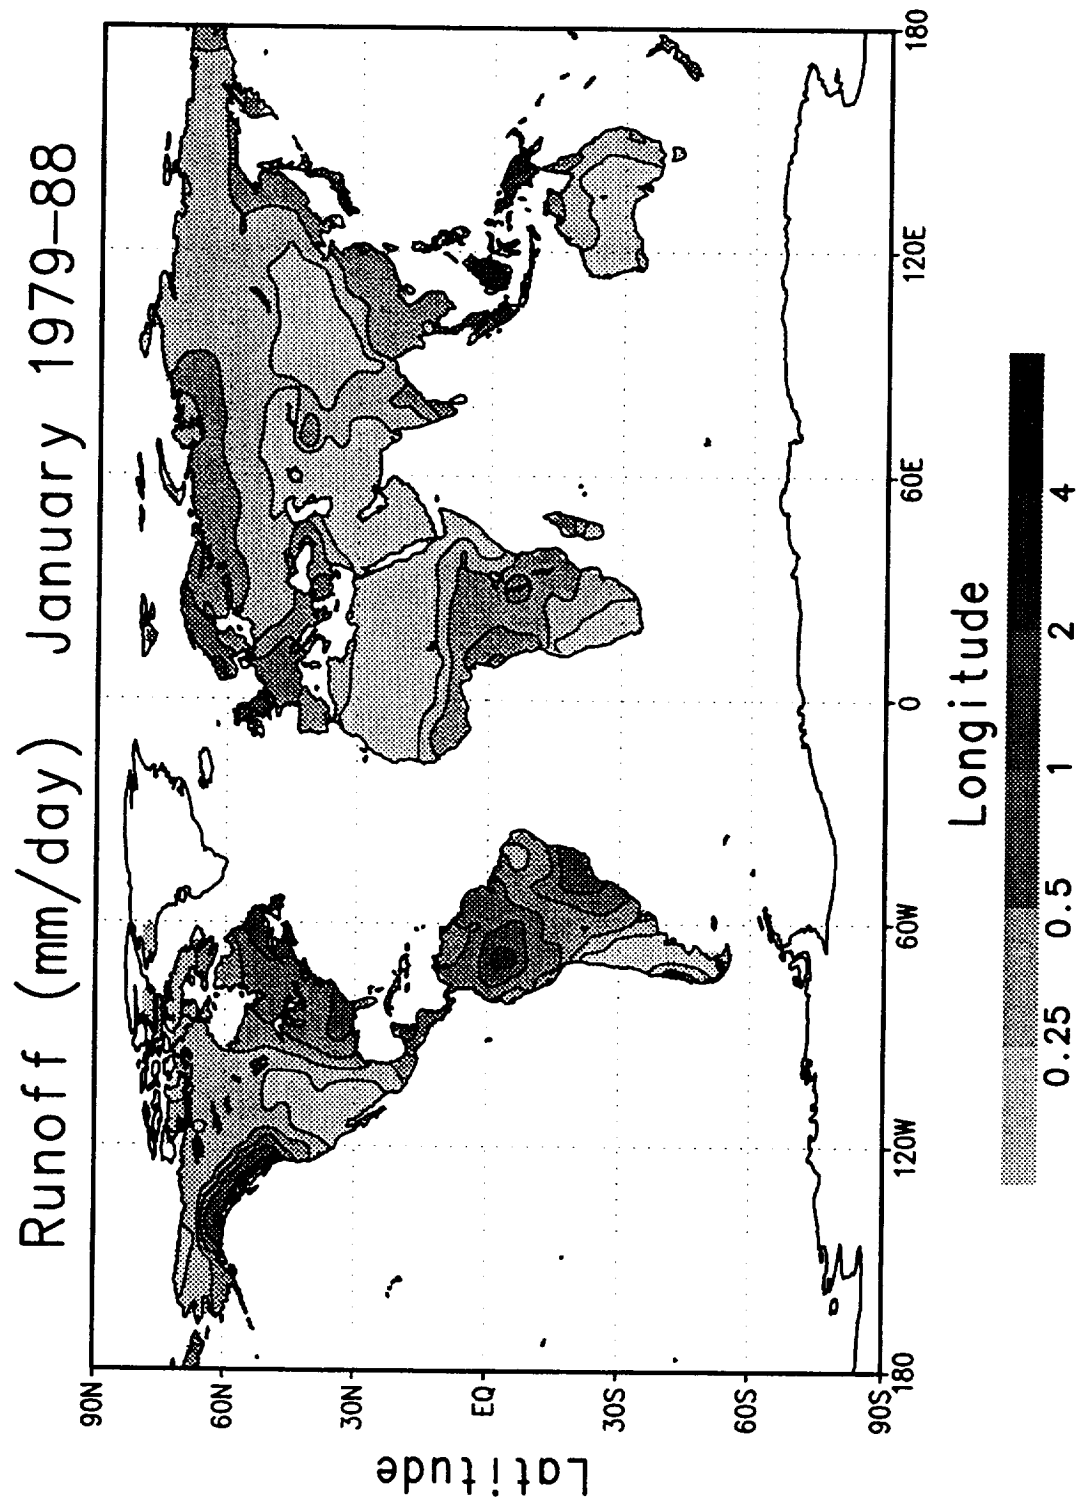 Runoff (mm/day) January 1979–88
90N
60N
30N
EQ
30S
60S
90S
Latitude
180
120W
60W
0
60E
120E
180
Longitude
0.25
0.5
1
2
4